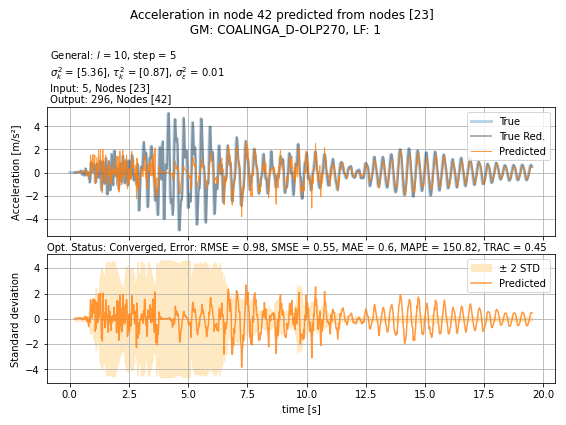 Acceleration in node 42 predicted from nodes [23]
GM: COALINGA_D-OLP270, LF: 1
General: l = 10, step = 5
σ²ₖ = [5.36], τ²ₖ = [0.87], σ²ε = 0.01
Input: 5, Nodes [23]
Output: 296, Nodes [42]
Acceleration [m/s²]
4
2
0
−2
−4
True
True Red.
Predicted
Opt. Status: Converged, Error: RMSE = 0.98, SMSE = 0.55, MAE = 0.6, MAPE = 150.82, TRAC = 0.45
Standard deviation
4
2
0
−2
−4
± 2 STD
Predicted
0.0 2.5 5.0 7.5 10.0 12.5 15.0 17.5 20.0
time [s]